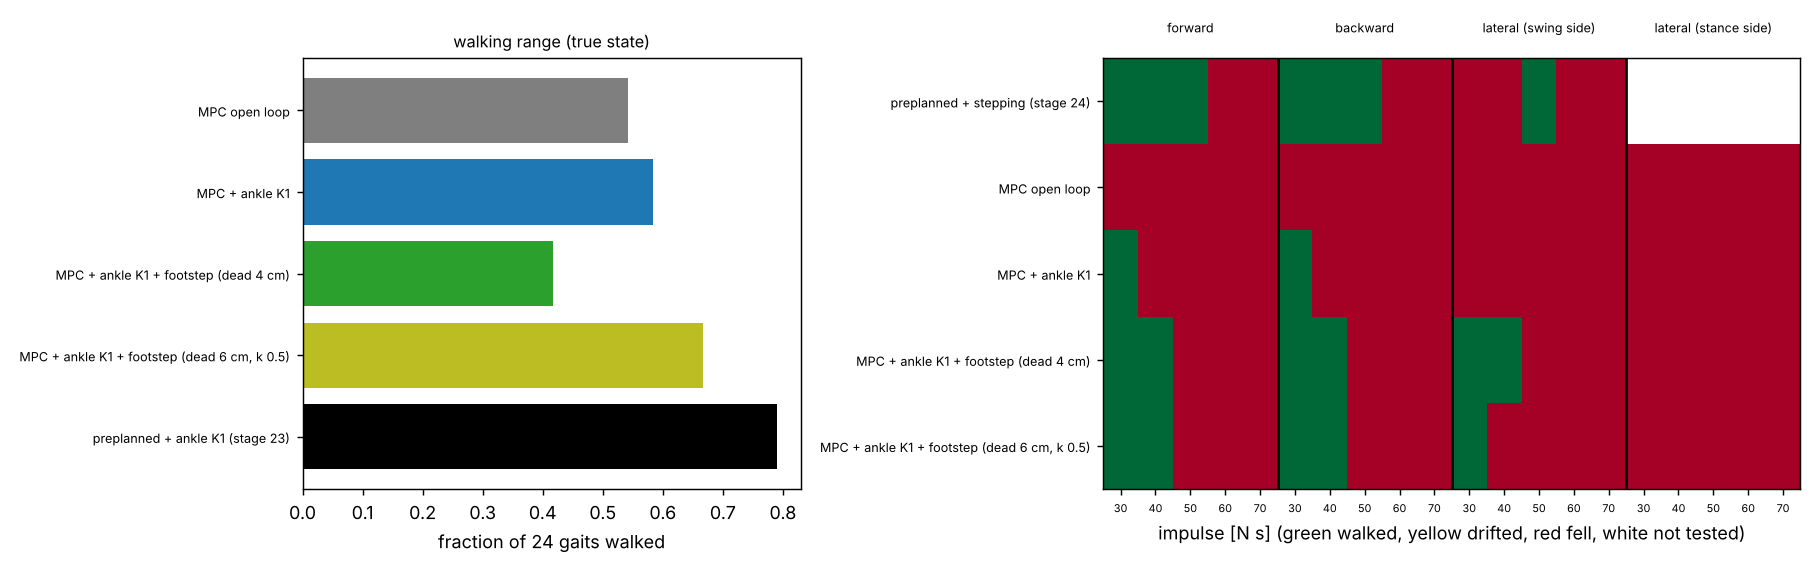 walking range (true state)
MPC open loop
MPC + ankle K1
MPC + ankle K1 + footstep (dead 4 cm)
MPC + ankle K1 + footstep (dead 6 cm, k 0.5)
preplanned + ankle K1 (stage 23)
0.0 0.1 0.2 0.3 0.4 0.5 0.6 0.7 0.8
fraction of 24 gaits walked
forward backward lateral (swing side) lateral (stance side)
preplanned + stepping (stage 24)
MPC open loop
MPC + ankle K1
MPC + ankle K1 + footstep (dead 4 cm)
MPC + ankle K1 + footstep (dead 6 cm, k 0.5)
30 40 50 60 70 30 40 50 60 70 30 40 50 60 70 30 40 50 60 70
impulse [N s] (green walked, yellow drifted, red fell, white not tested)